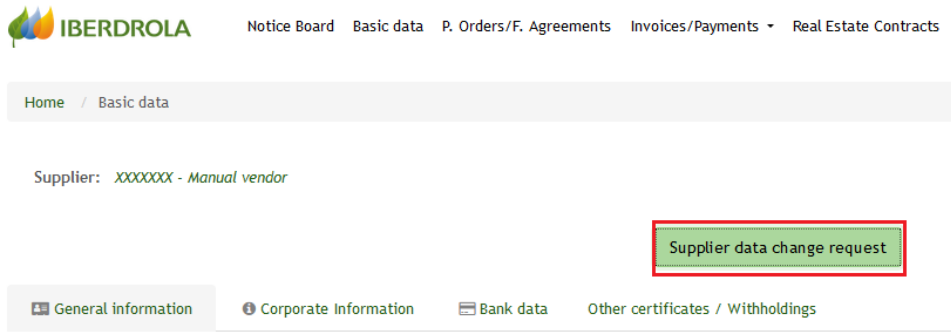 IBERDROLA Notice Board Basic data P. Orders/F. Agreements Invoices/Payments Real Estate Contracts
Home / Basic data
Supplier: XXXXXXX - Manual vendor
Supplier data change request
General information Corporate Information Bank data Other certificates / Withholdings